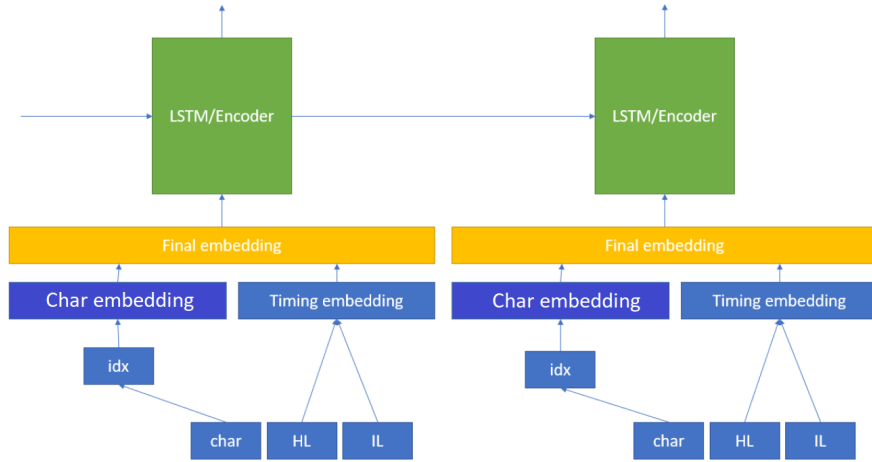 LSTM/Encoder
LSTM/Encoder
Final embedding
Final embedding
Char embedding
Timing embedding
Char embedding
Timing embedding
idx
idx
char
HL
IL
char
HL
IL